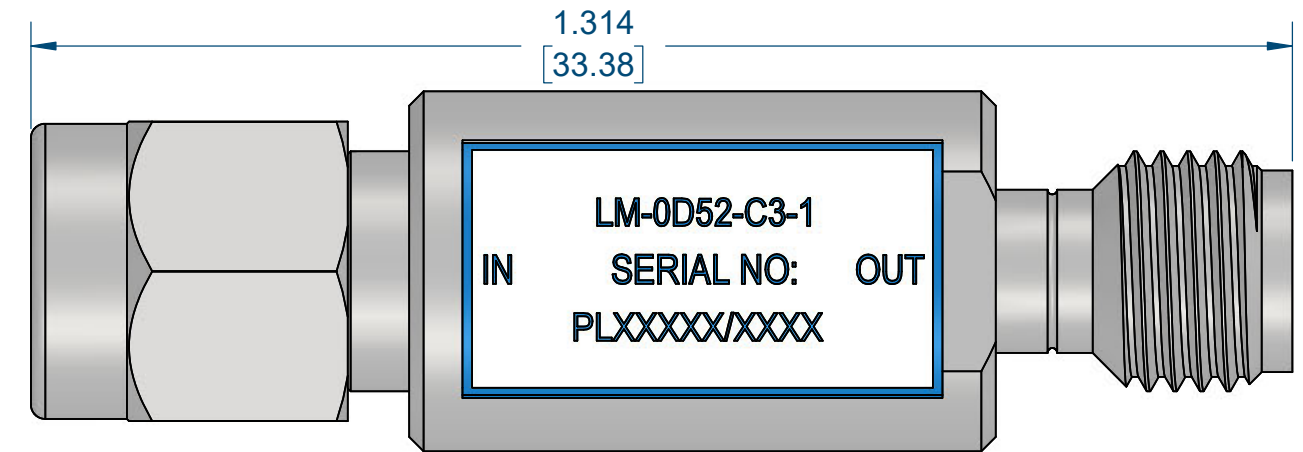 1.314
[33.38]
LM-0D52-C3-1
IN SERIAL NO: OUT
PLXXXXX/XXXX